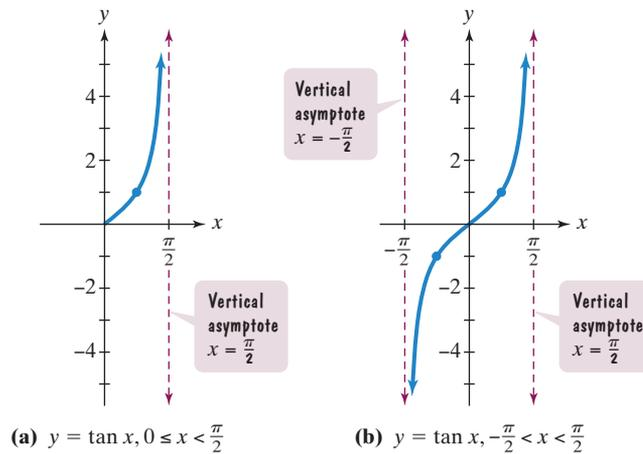 y
4
2
x
π/2
−2
−4
Vertical
asymptote
x = π/2
(a) y = tan x, 0 ≤ x < π/2
y
Vertical
asymptote
x = −π/2
4
2
x
−π/2
π/2
−2
−4
Vertical
asymptote
x = π/2
(b) y = tan x, −π/2 < x < π/2